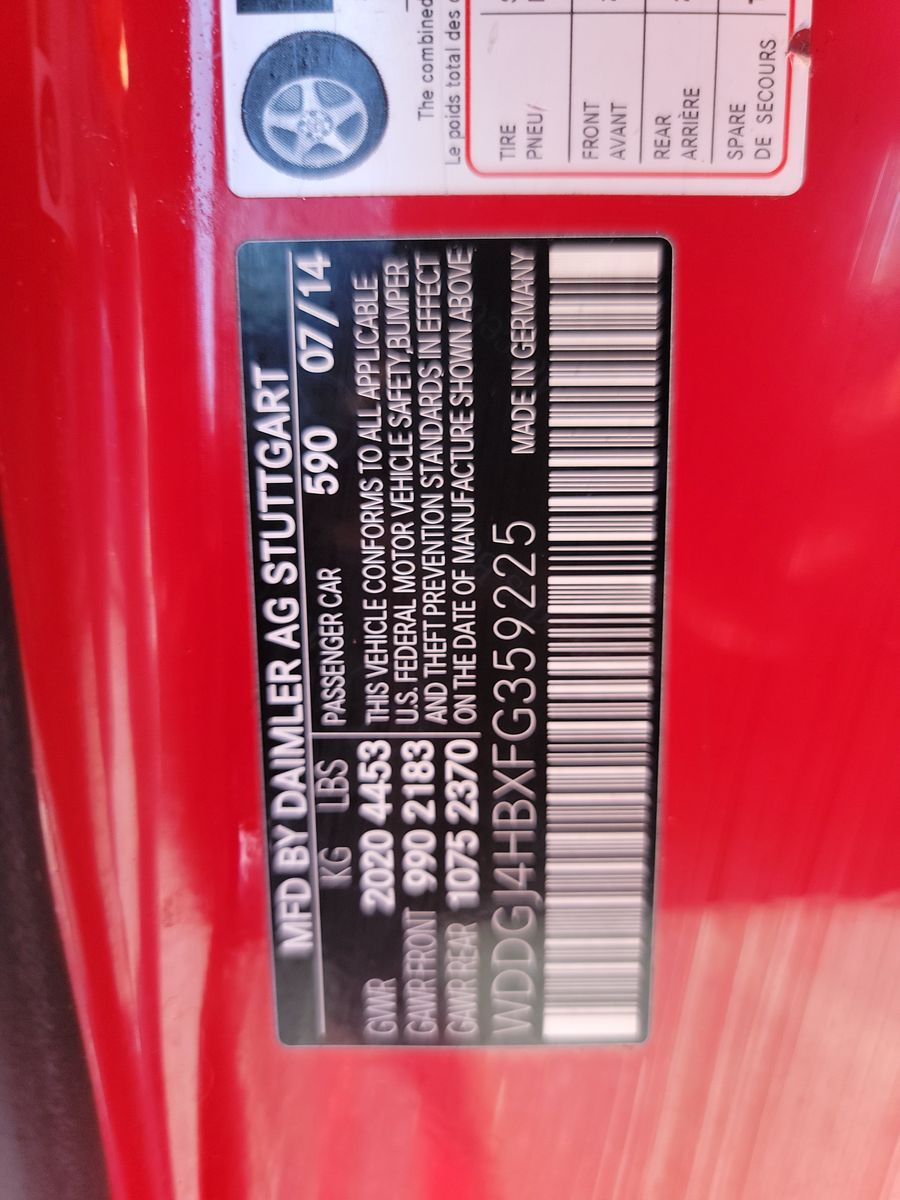 MFD BY DAIMLER AG STUTTGART
KG LBS PASSENGER CAR 590 07/14
GVWR 2020 4453
GAWR FRONT 990 2183
GAWR REAR 1075 2370
THIS VEHICLE CONFORMS TO ALL APPLICABLE
U.S. FEDERAL MOTOR VEHICLE SAFETY,BUMPER,
AND THEFT PREVENTION STANDARDS IN EFFECT
ON THE DATE OF MANUFACTURE SHOWN ABOVE
WDDGJ4HBXFG359225 MADE IN GERMANY
The combined
Le poids total des
TIRE
PNEU/
FRONT
AVANT
REAR
ARRIÈRE
SPARE
DE SECOURS